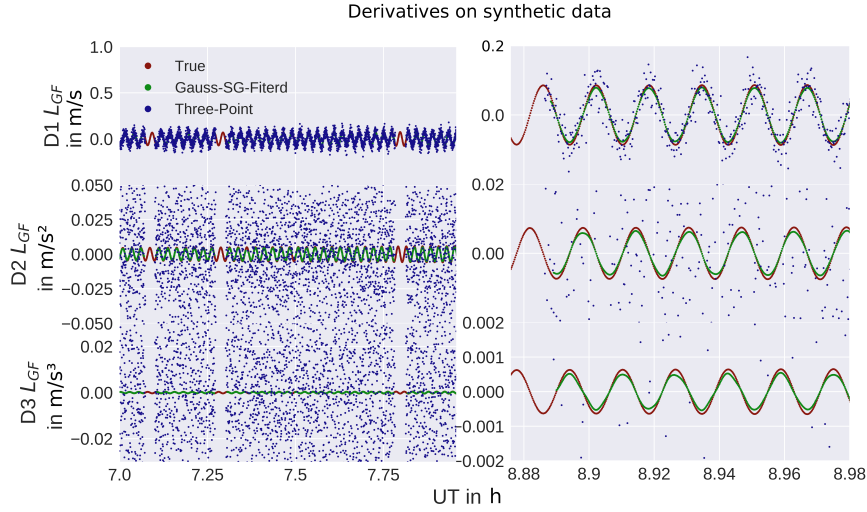 Derivatives on synthetic data
True
Gauss-SG-Fiterd
Three-Point
D1 L_GF
in m/s
1.0
0.5
0.0
D2 L_GF
in m/s²
0.050
0.025
0.000
−0.025
−0.050
D3 L_GF
in m/s³
0.02
0.00
−0.02
7.0
7.25
7.5
7.75
0.2
0.0
0.02
0.00
0.002
0.001
0.000
−0.001
−0.002
8.88
8.9
8.92
8.94
8.96
8.98
UT in h